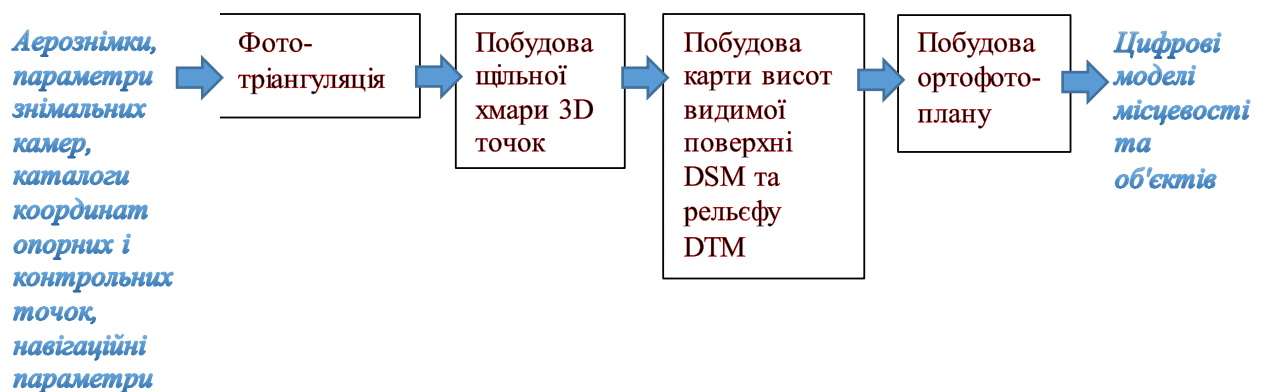 Аерознімки,
параметри
знімальних
камер,
каталоги
координат
опорних і
контрольних
точок,
навігаційні
параметри
Фото-
тріангуляція
Побудова
щільної
хмари 3D
точок
Побудова
карти висот
видимої
поверхні
DSM та
рельєфу
DTM
Побудова
ортофото-
плану
Цифрові
моделі
місцевості
та
об'єктів